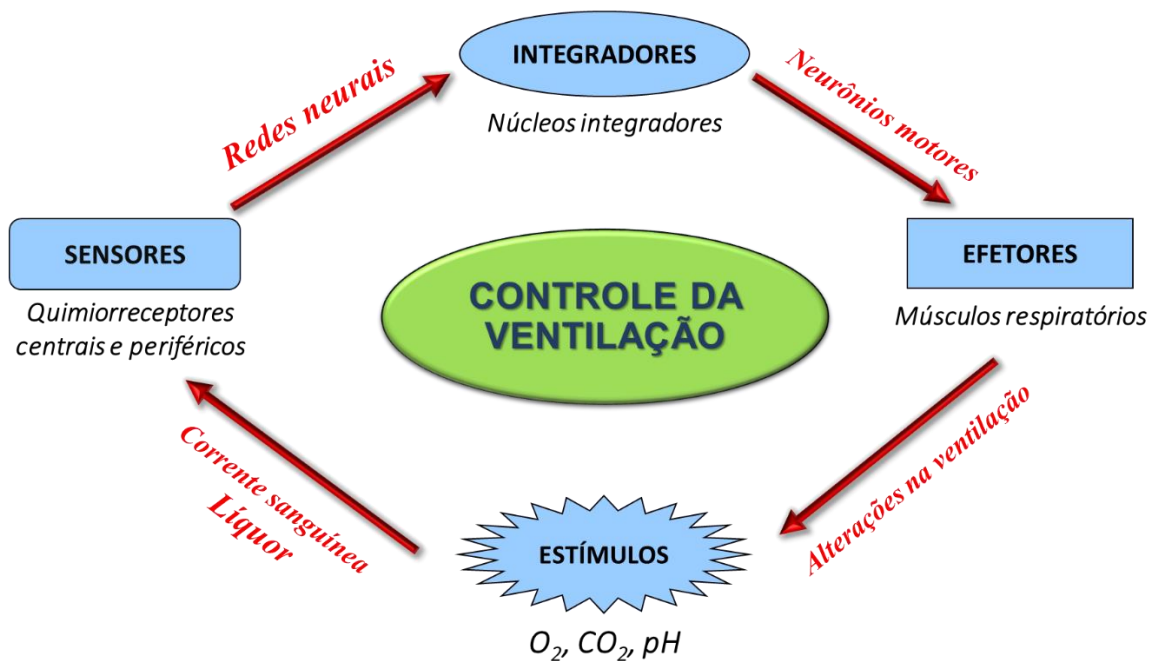 INTEGRADORES
Núcleos integradores
Redes neurais
Neurônios motores
SENSORES
Quimiorreceptores
centrais e periféricos
CONTROLE DA
VENTILAÇÃO
EFETORES
Músculos respiratórios
Corrente sanguínea
Líquor
Alterações na ventilação
ESTÍMULOS
O₂, CO₂, pH